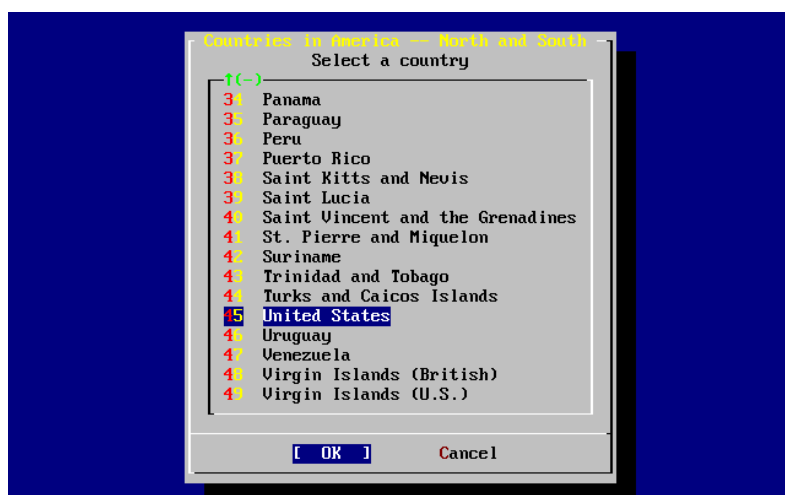 Countries in America -- North and South
Select a country
↑(-)
34 Panama
35 Paraguay
36 Peru
37 Puerto Rico
38 Saint Kitts and Nevis
39 Saint Lucia
40 Saint Vincent and the Grenadines
41 St. Pierre and Miquelon
42 Suriname
43 Trinidad and Tobago
44 Turks and Caicos Islands
45 United States
46 Uruguay
47 Venezuela
48 Virgin Islands (British)
49 Virgin Islands (U.S.)
[ OK ] Cancel